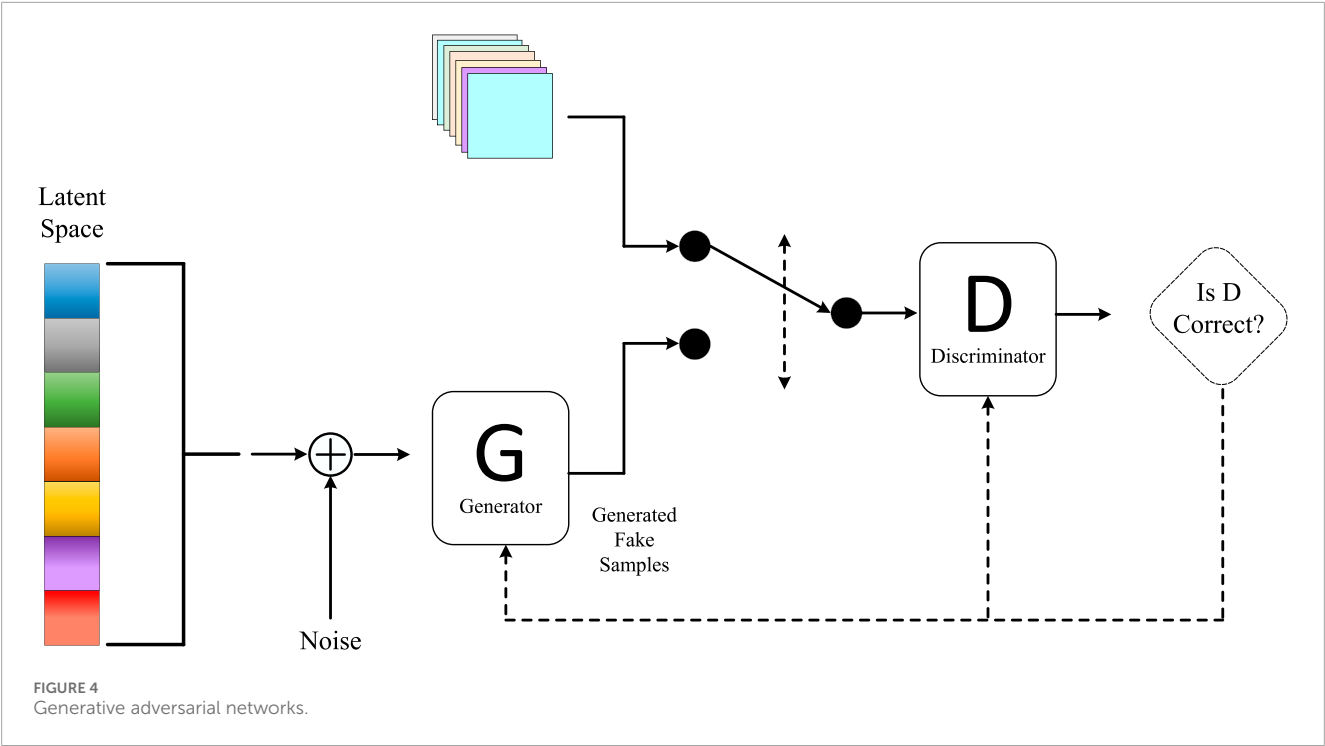 Latent
Space
Noise
G
Generator
Generated
Fake
Samples
D
Discriminator
Is D
Correct?
FIGURE 4
Generative adversarial networks.